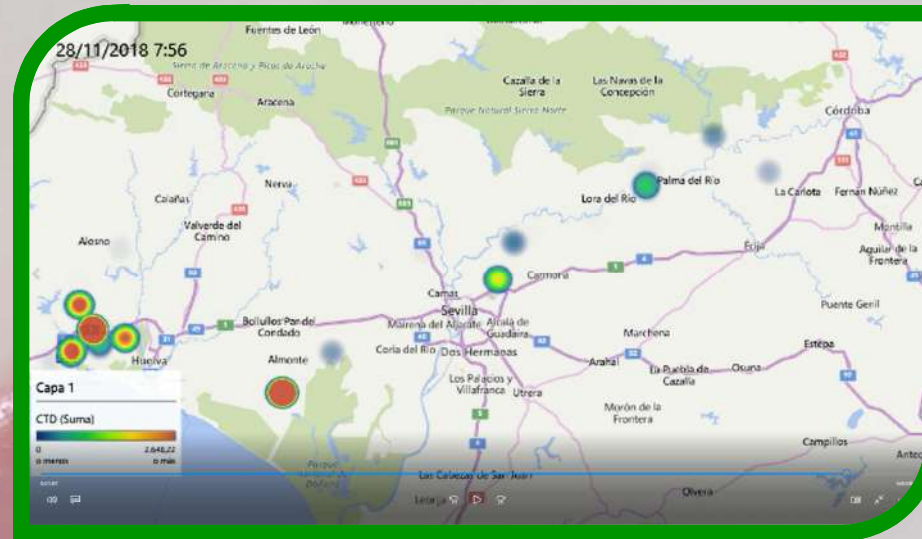 28/11/2018 7:56
Fuentes de León
Sierra de Aracena y Picos de Aroche
Cortegana
Aracena
Cazalla de la
Sierra
Las Navas de la
Concepción
Parque Natural Sierra Norte
Córdoba
Nerva
Calañas
Palma del Río
Lora del Río
La Carlota
Fernán Núñez
Valverde del
Camino
Montilla
Alosno
Écija
Aguilar de la
Frontera
Carmona
Camas
Sevilla
Puente Genil
Bollullos Par del
Condado
Mairena del Aljarafe
Alcalá de
Guadaira
Marchena
Huelva
Almonte
Coria del Río
Dos Hermanas
Estepa
Arahal
La Puebla de
Cazalla
Osuna
Los Palacios y
Villafranca
Utrera
Capa 1
Morón de la
Frontera
CTD (Suma)
Campillos
0
2.648,22
o menos
o más
Parque
Las Cabezas de San Juan
Olvera